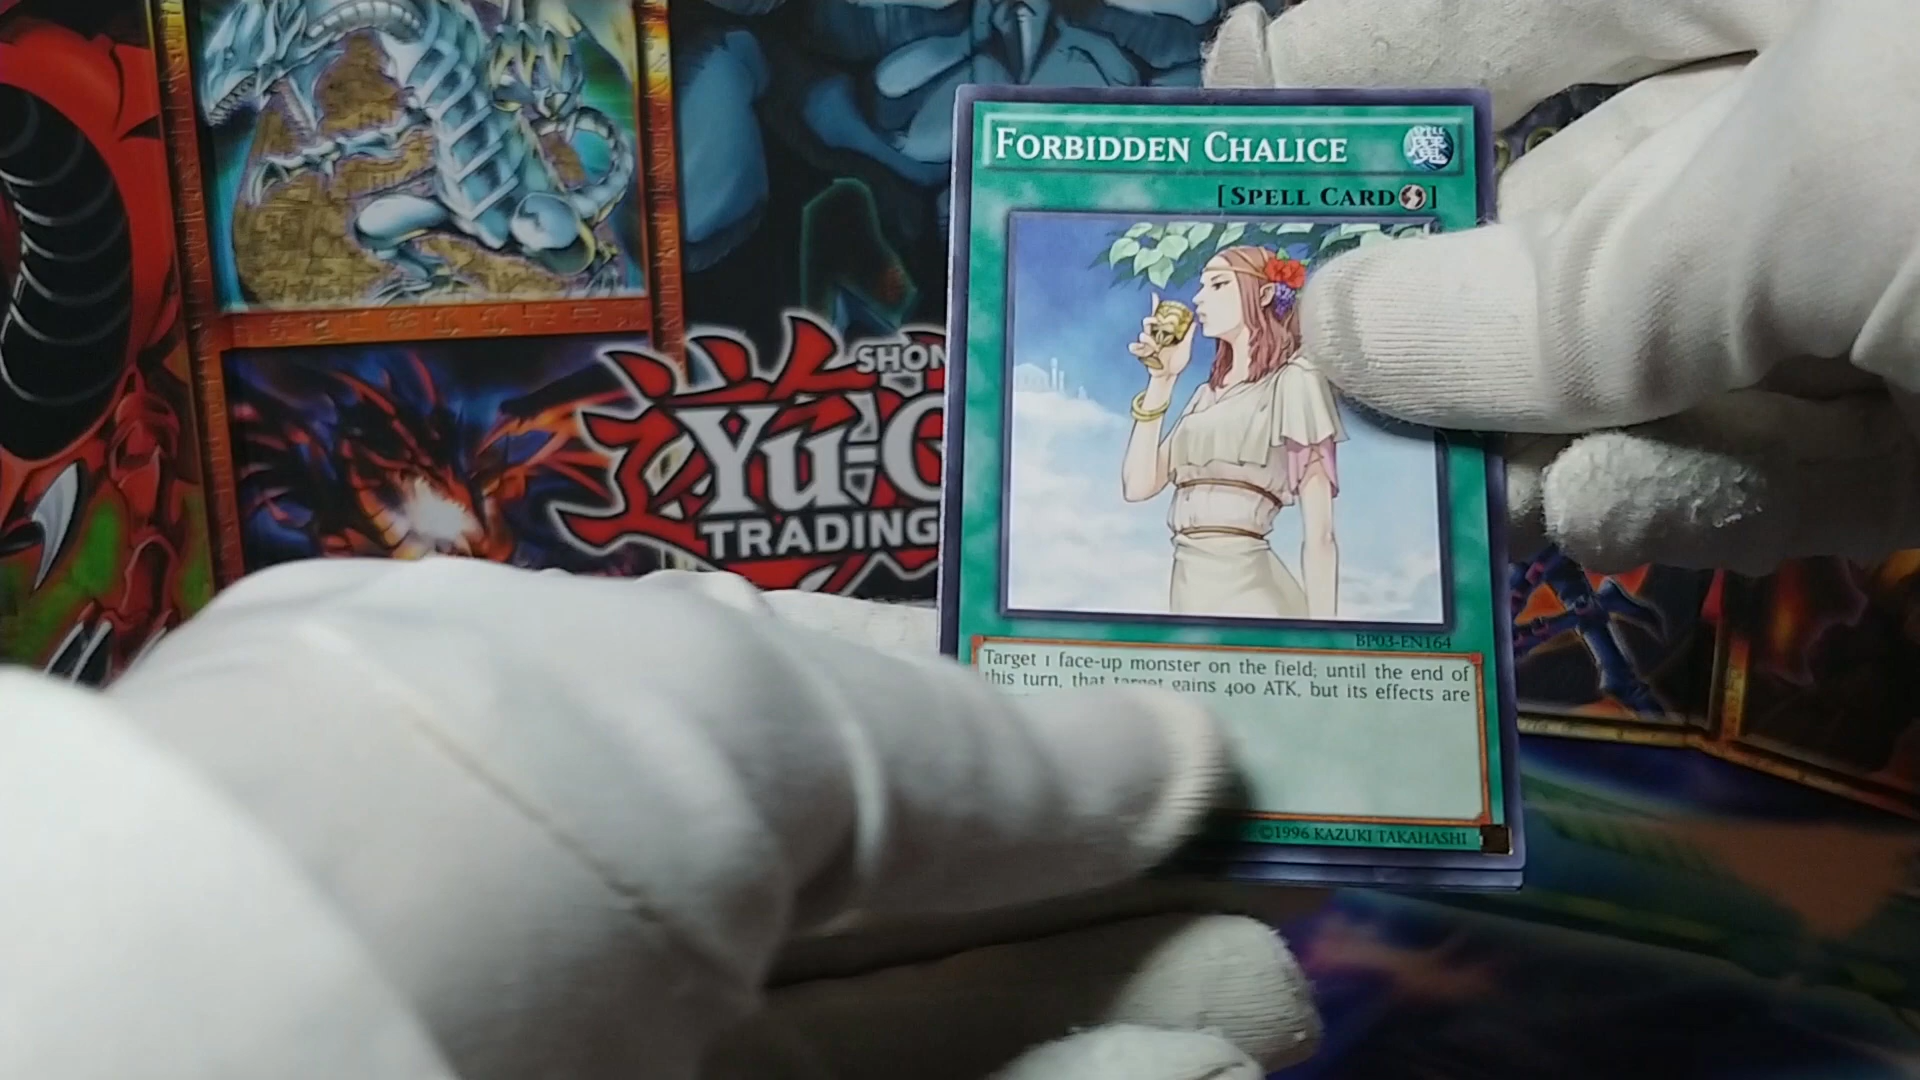 FORBIDDEN CHALICE
SPELL
魔
[SPELL CARD]
SHON
YU-G
TRADING
BP03-EN164
Target 1 face-up monster on the field; until the end of
this turn, that target gains 400 ATK, but its effects are
©1996 KAZUKI TAKAHASHI